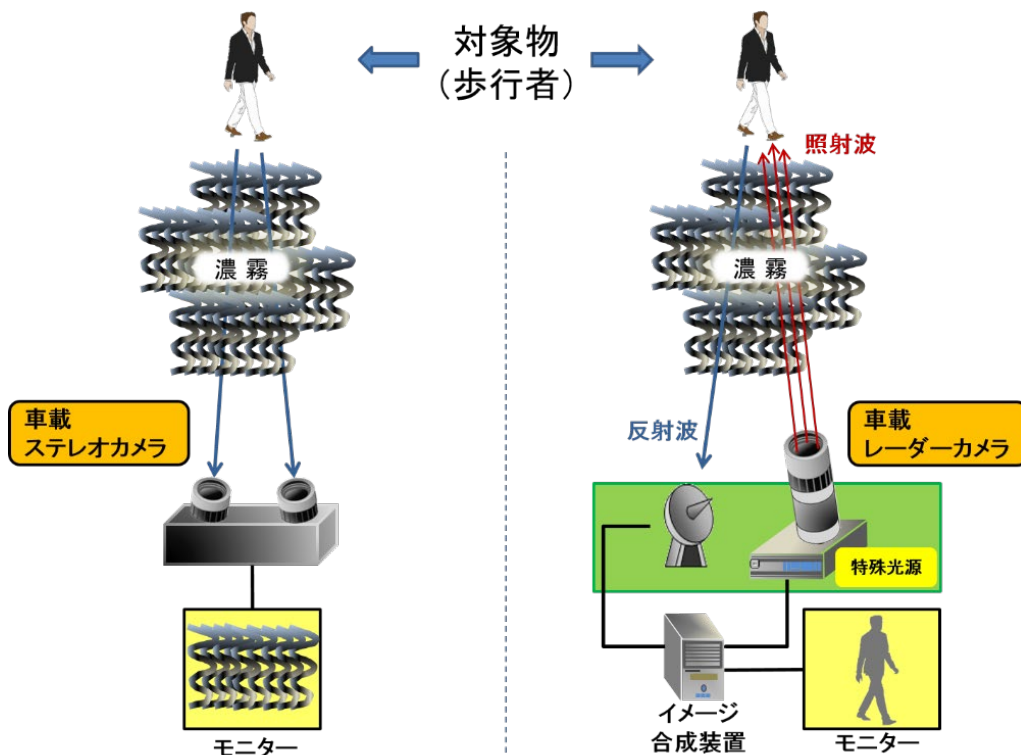 対象物
（歩行者）
照射波
濃霧
濃霧
車載
ステレオカメラ
反射波
車載
レーダーカメラ
特殊光源
モニター
イメージ
合成装置
モニター